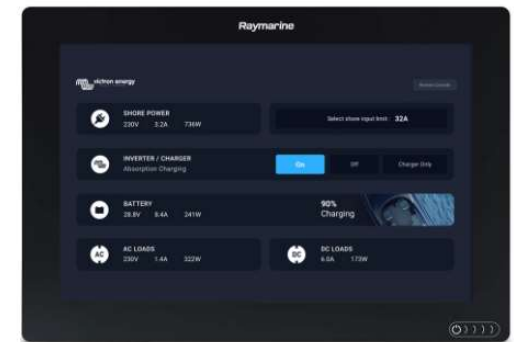 Raymarine
victron energy
SHORE POWER
230V 3.2A 736W
Select shore input limit: 32A
INVERTER / CHARGER
Absorption Charging
On
Off
Charger Only
BATTERY
28.8V 8.4A 241W
90%
Charging
AC
AC LOADS
230V 1.4A 322W
DC
DC LOADS
6.0A 173W